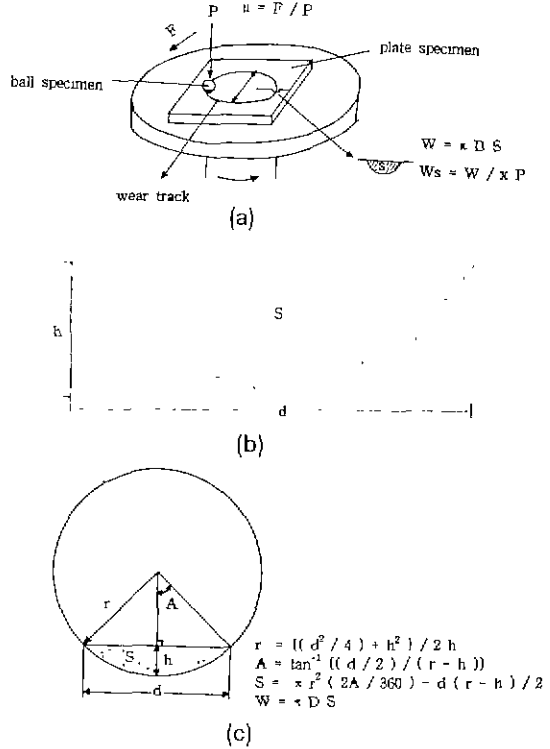 P μ = F / P
F
plate specimen
ball specimen
W = π D S
S
Ws = W / x P
wear track
(a)
S
h
d
(b)
r
A
S
h
d
r = [( d² / 4 ) + h² ] / 2 h
A = tan⁻¹ [( d / 2 ) / ( r - h )]
S = π r² ( 2A / 360 ) - d ( r - h ) / 2
W = π D S
(c)